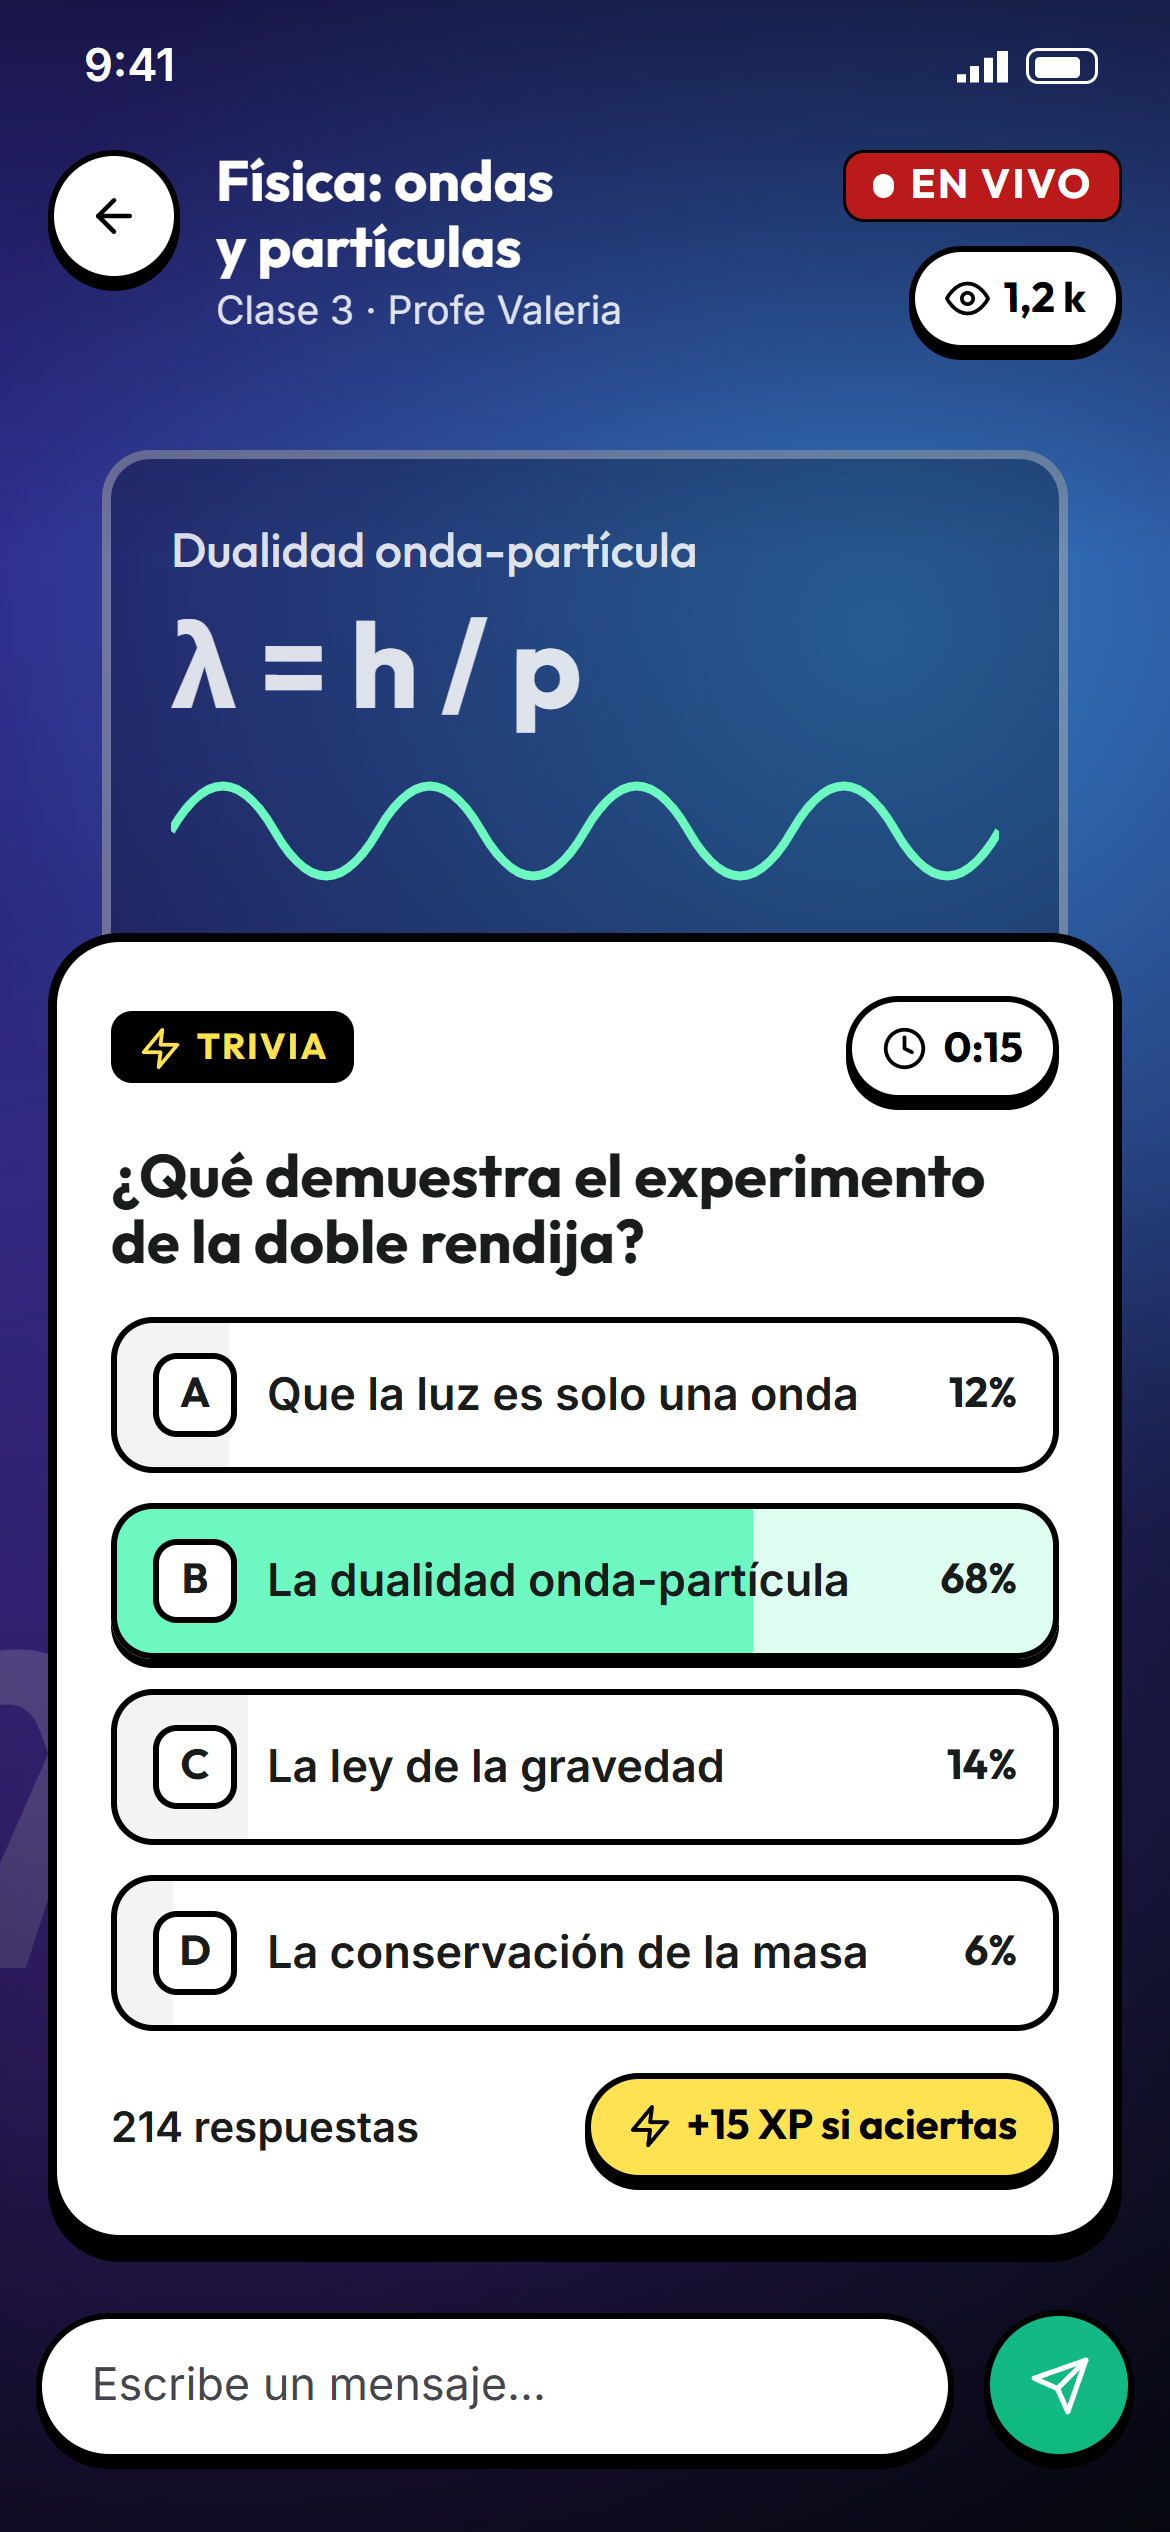 9:41
Física: ondas
y partículas
Clase 3 · Profe Valeria
EN VIVO
1,2 k
Dualidad onda-partícula
λ = h / p
TRIVIA
0:15
¿Qué demuestra el experimento
de la doble rendija?
A Que la luz es solo una onda 12%
B La dualidad onda-partícula 68%
C La ley de la gravedad 14%
D La conservación de la masa 6%
214 respuestas
+15 XP si aciertas
Escribe un mensaje...